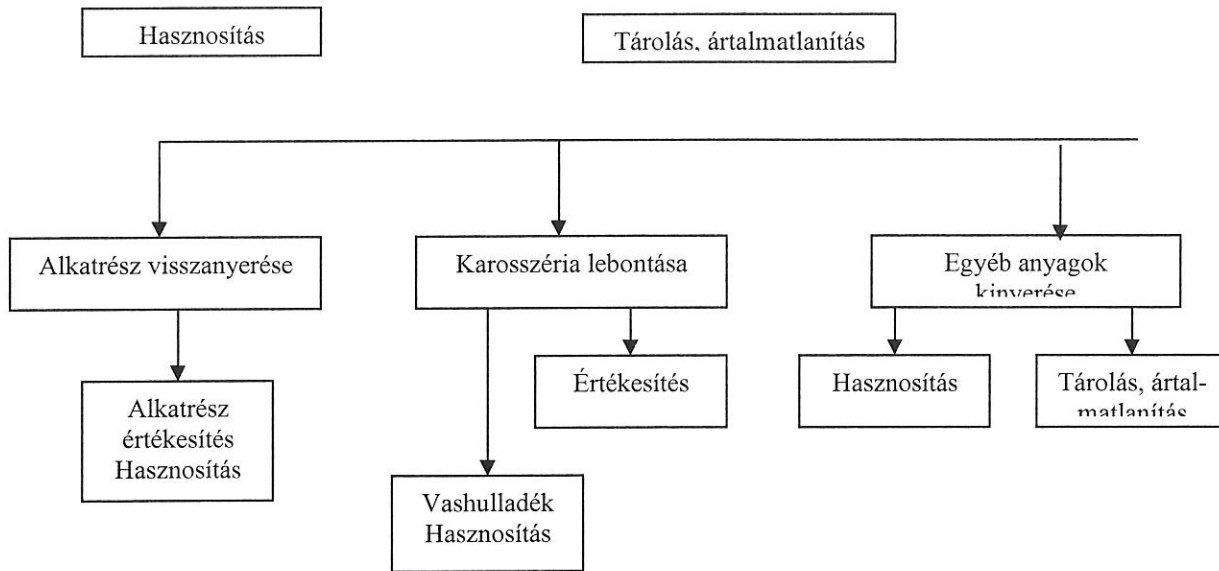 Hasznosítás
Tárolás, ártalmatlanítás
Alkatrész visszanyerése
Karosszéria lebontása
Egyéb anyagok
kinyerése
Alkatrész
értékesítés
Hasznosítás
Értékesítés
Vashulladék
Hasznosítás
Hasznosítás
Tárolás, ártal-
matlanítás